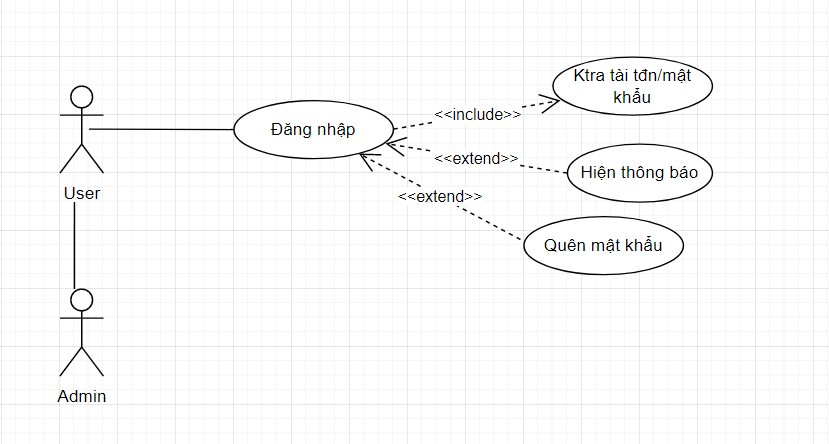 Ktra tài tđn/mật
khẩu
<<include>>
Đăng nhập
<<extend>>
Hiện thông báo
User
<<extend>>
Quên mật khẩu
Admin